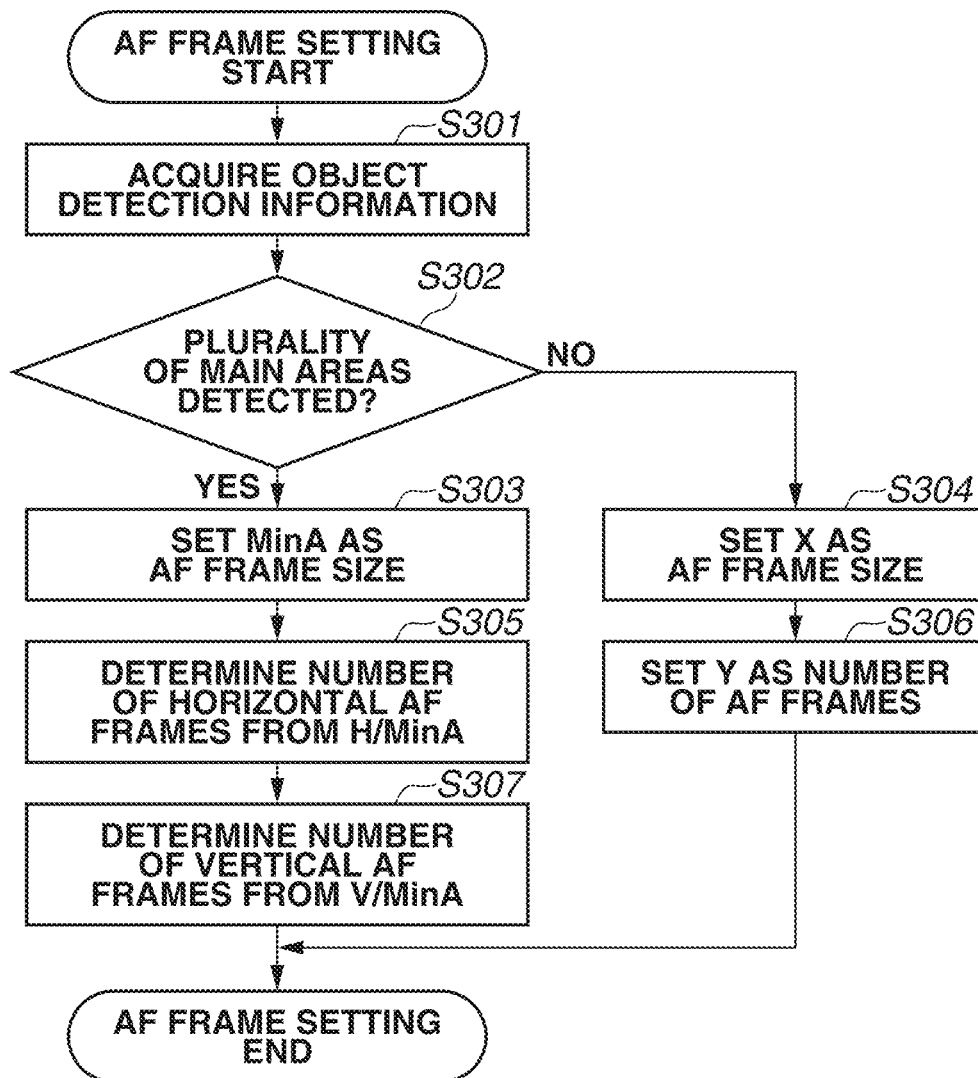 AF FRAME SETTING
START
S301
ACQUIRE OBJECT
DETECTION INFORMATION
S302
PLURALITY
OF MAIN AREAS
DETECTED?
NO
YES
S303
SET MinA AS
AF FRAME SIZE
S304
SET X AS
AF FRAME SIZE
S305
DETERMINE NUMBER
OF HORIZONTAL AF
FRAMES FROM H/MinA
S306
SET Y AS NUMBER
OF AF FRAMES
S307
DETERMINE NUMBER
OF VERTICAL AF
FRAMES FROM V/MinA
AF FRAME SETTING
END